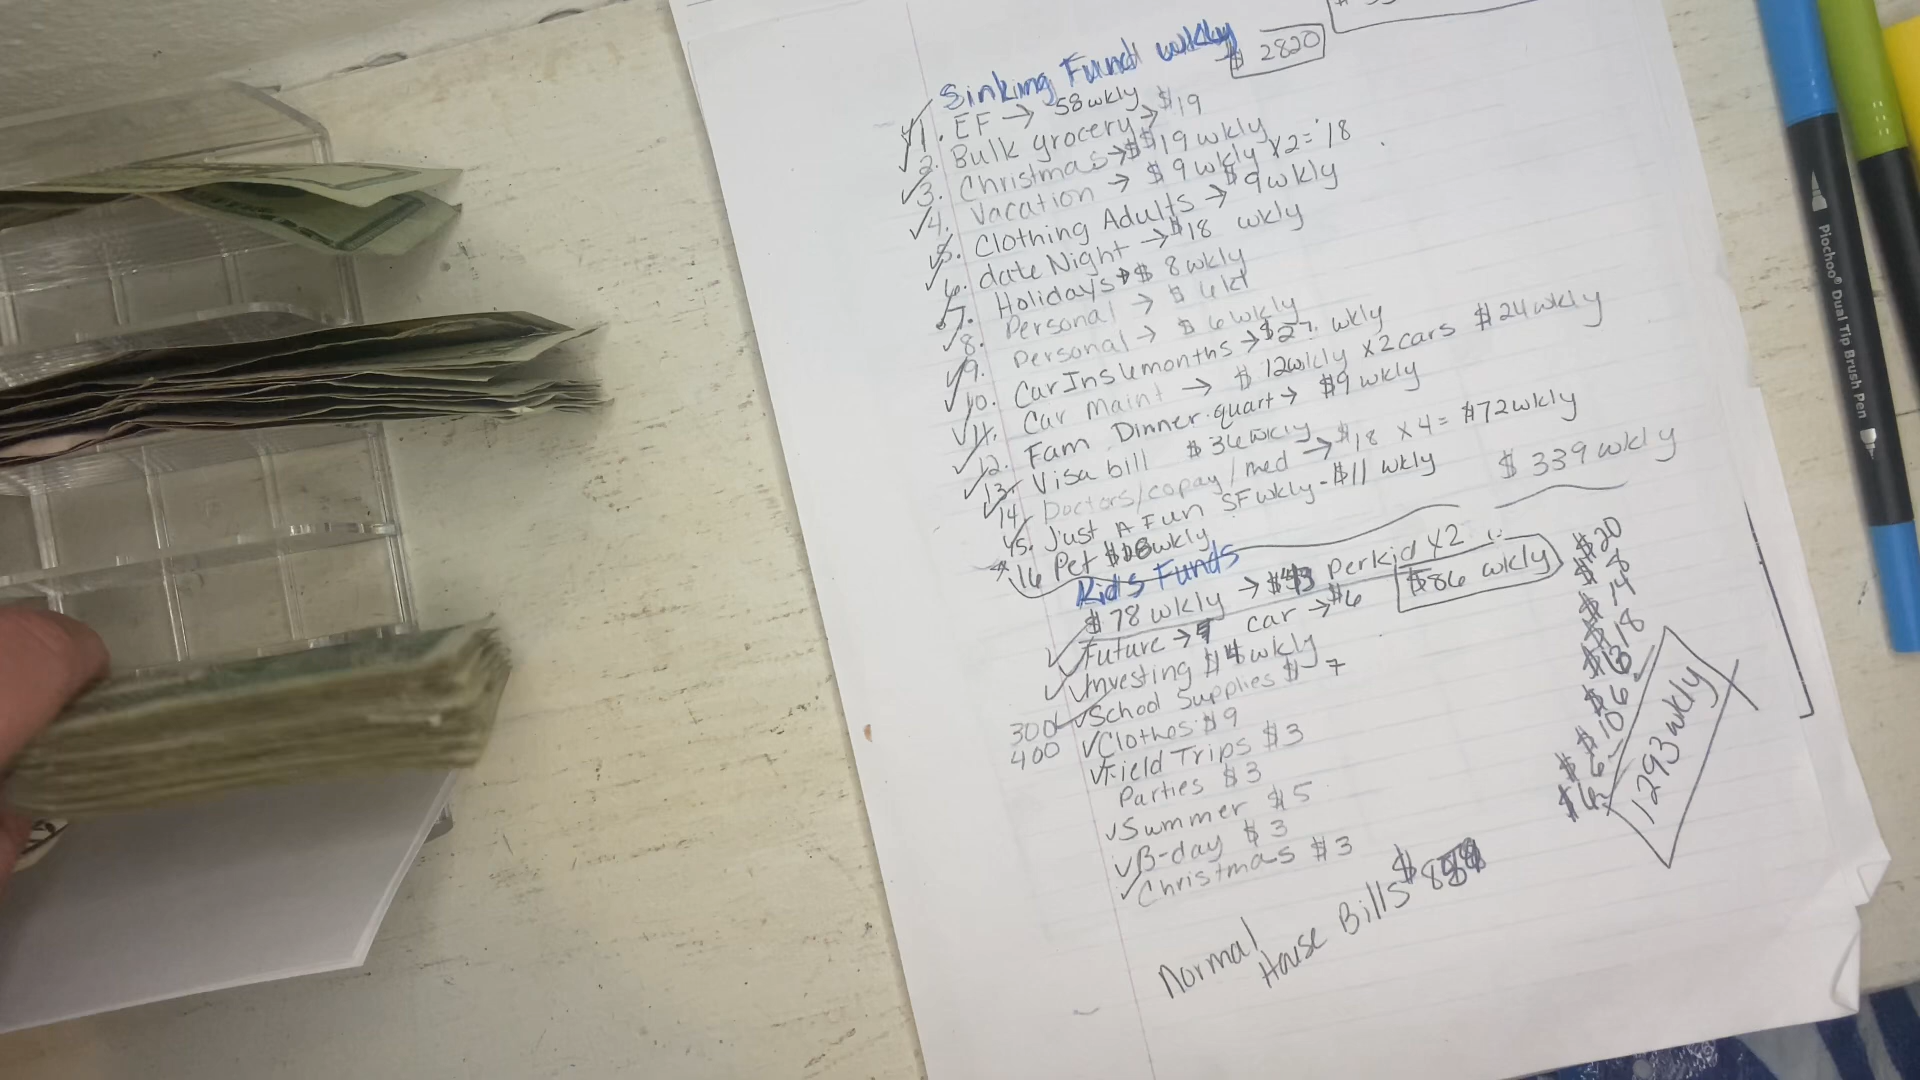 Sinking Fund wkly $ 2820
1. EF → 58 wkly
2. Bulk grocery → $19
3. Christmas → $19 wkly
4. Vacation → $ 9 wkly x2 = 18
5. Clothing Adults → $9 wkly
6. date Night → $18 wkly
7. Holidays → $ 8 wkly
8. Personal → $
9. Personal → $ 6 wkly
10. Car Ins 6 months → wkly
11. Car Maint → $ 12 wkly x2 cars $24 wkly
12. Fam Dinner quart → $9 wkly
13. Visa bill $ 36 wkly
14. Doctors/copay/med → $18 x 4 = $72 wkly
15. Just A Fun SF wkly - $11 wkly
16 Pet wkly
$ 339 wkly
Kids Funds
$ 78 wkly → per kid x2 $86 wkly
Future → car → $6
Investing wkly
School Supplies $ 7
300
Clothes $9
400
Field Trips $3
Parties $3
Summer $5
B-day $3
Christmas $3
$20
$ 8
$ 14
18
$ 6
$ 10
1293 wkly
Normal
House Bills $
Piochoo® Dual Tip Brush Pen